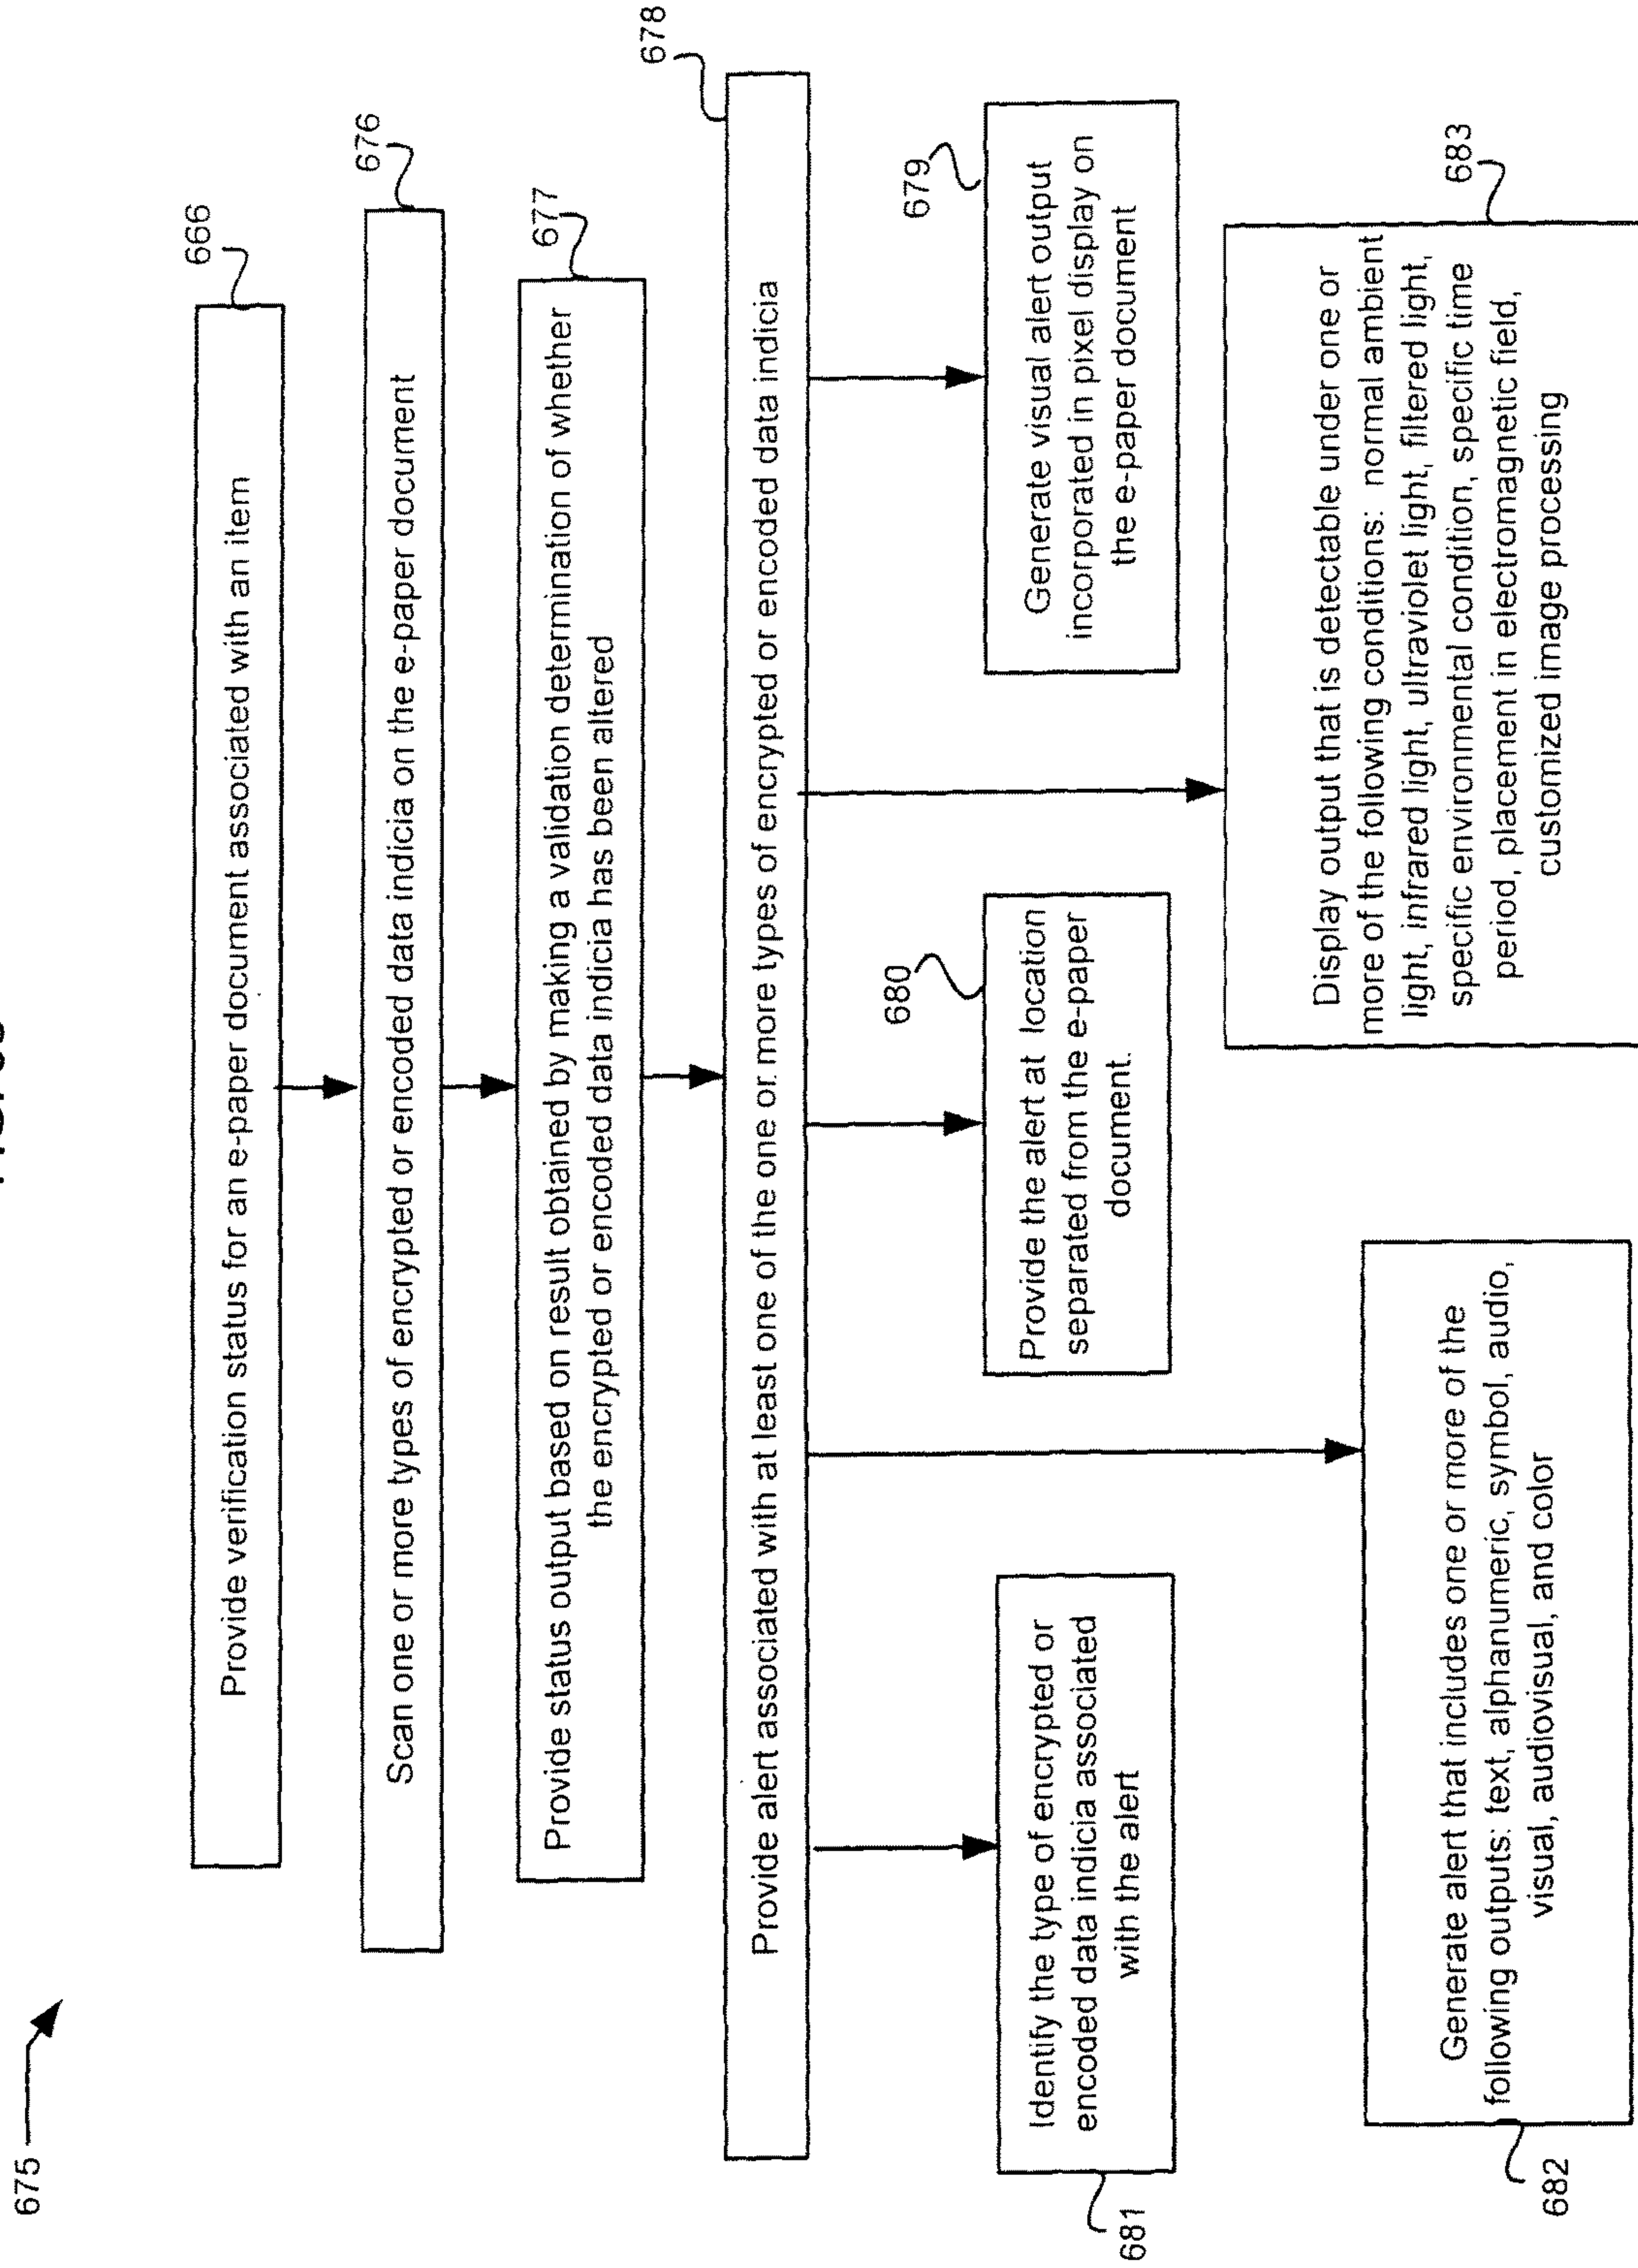 675
666
Provide verification status for an e-paper document associated with an item
676
Scan one or more types of encrypted or encoded data indicia on the e-paper document
677
Provide status output based on result obtained by making a validation determination of whether
the encrypted or encoded data indicia has been altered
678
Provide alert associated with at least one of the one or more types of encrypted or encoded data indicia
681
Identify the type of encrypted or
encoded data indicia associated
with the alert
680
Provide the alert at location
separated from the e-paper
document.
679
Generate visual alert output
incorporated in pixel display on
the e-paper document
682
Generate alert that includes one or more of the
following outputs: text, alphanumeric, symbol, audio,
visual, audiovisual, and color
683
Display output that is detectable under one or
more of the following conditions: normal ambient
light, infrared light, ultraviolet light, filtered light,
specific environmental condition, specific time
period, placement in electromagnetic field,
customized image processing